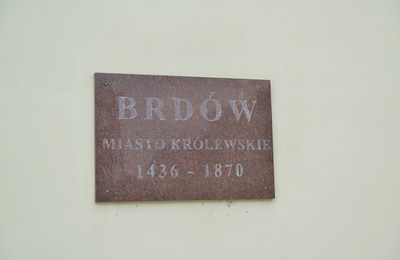 BRDÓW
MIASTO KRÓLEWSKIE
1436 - 1870